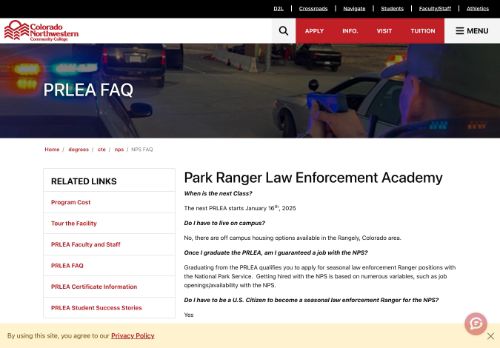 D2L
Crossroads
Navigate
Students
Faculty/Staff
Athletics
Colorado
Northwestern
Community College
APPLY
INFO.
VISIT
TUITION
MENU
PRLEA FAQ
Home / degrees / cte / nps / NPS FAQ
RELATED LINKS
Program Cost
Tour the Facility
PRLEA Faculty and Staff
PRLEA FAQ
PRLEA Certificate Information
PRLEA Student Success Stories
Park Ranger Law Enforcement Academy
When is the next Class?
The next PRLEA starts January 16th, 2025
Do I have to live on campus?
No, there are off campus housing options available in the Rangely, Colorado area.
Once I graduate the PRLEA, am I guaranteed a job with the NPS?
Graduating from the PRLEA qualifies you to apply for seasonal law enforcement Ranger positions with
the National Park Service. Getting hired with the NPS is based on numerous variables, such as job
openings/availability with the NPS.
Do I have to be a U.S. Citizen to become a seasonal law enforcement Ranger for the NPS?
Yes
By using this site, you agree to our Privacy Policy